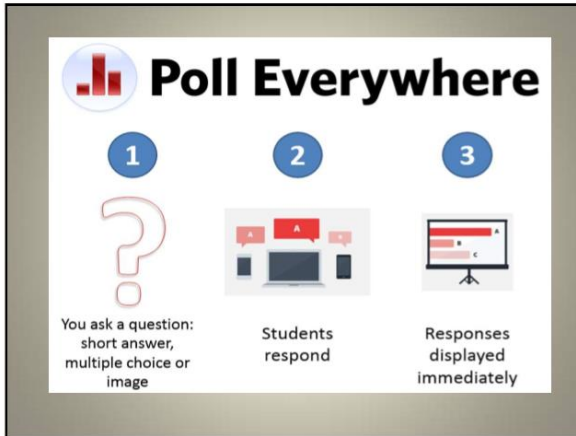 Poll Everywhere
1
2
3
A
A
A
B
C
You ask a question:
short answer,
multiple choice or
image
Students
respond
Responses
displayed
immediately